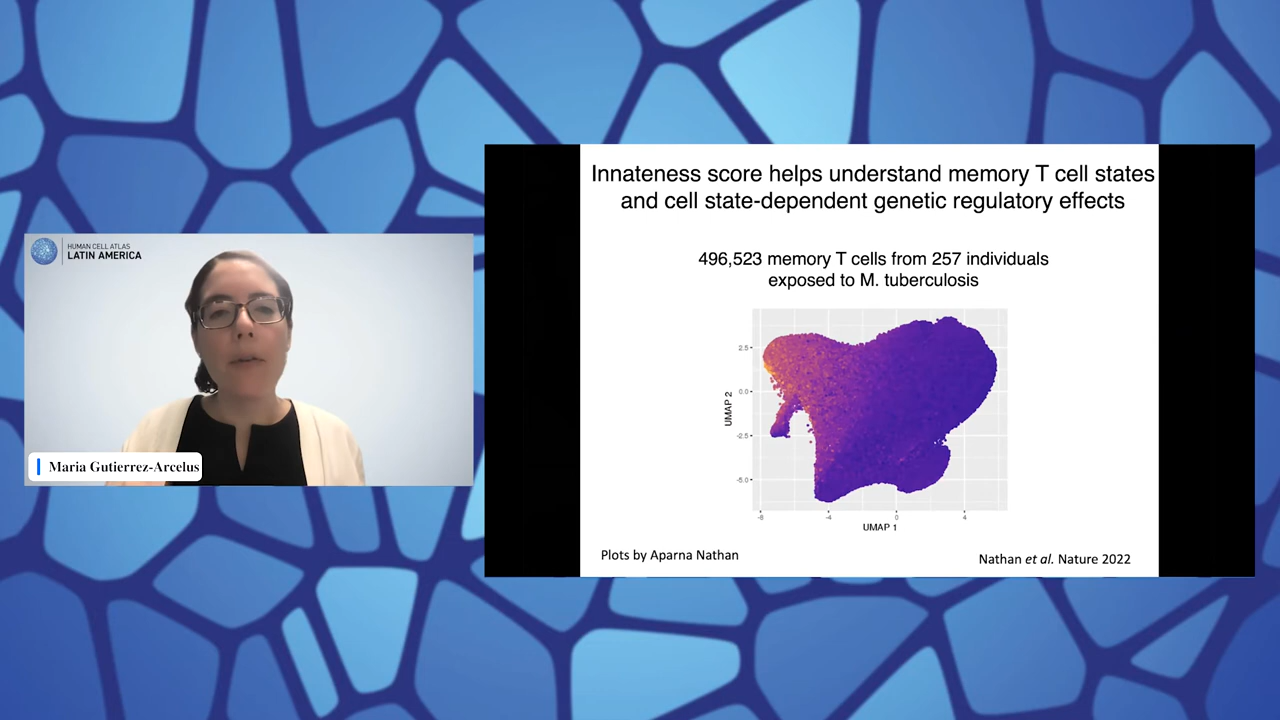 HUMAN CELL ATLAS
LATIN AMERICA
Maria Gutierrez-Arcelus
Innateness score helps understand memory T cell states
and cell state-dependent genetic regulatory effects
496,523 memory T cells from 257 individuals
exposed to M. tuberculosis
UMAP 2
2.5
0.0
-2.5
-5.0
-8
-4
0
4
UMAP 1
Plots by Aparna Nathan
Nathan et al. Nature 2022